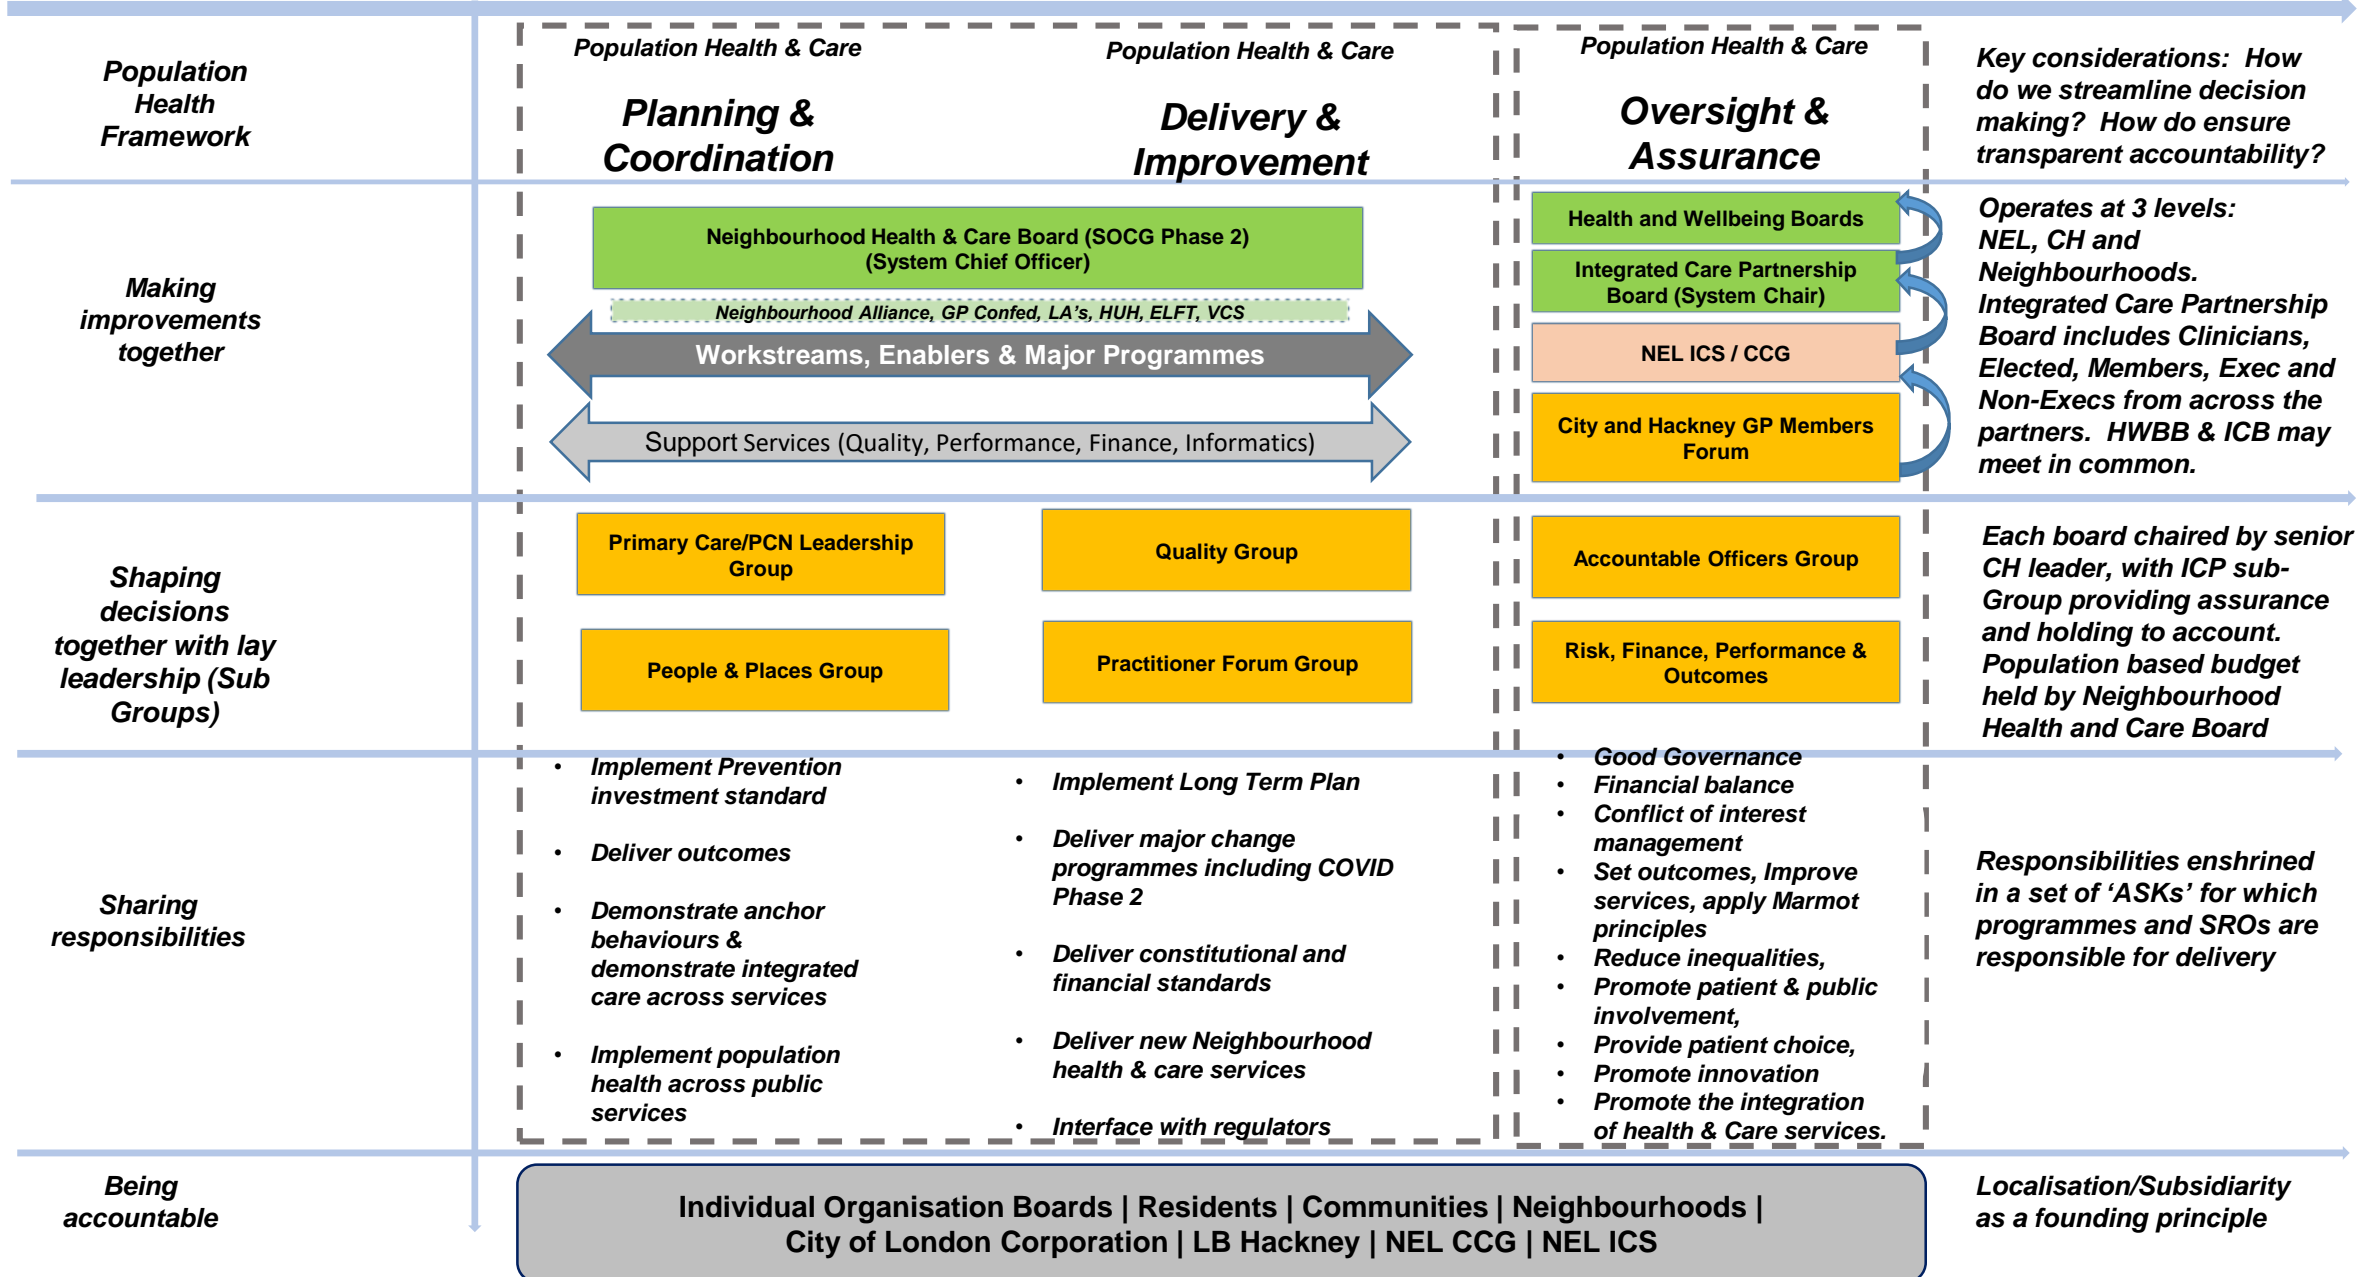 Population
Health
Framework
Population Health & Care
Planning &
Coordination
Population Health & Care
Delivery &
Improvement
Population Health & Care
Oversight &
Assurance
Key considerations: How
do we streamline decision
making? How do ensure
transparent accountability?
Making
improvements
together
Neighbourhood Health & Care Board (SOCG Phase 2)
(System Chief Officer)
Neighbourhood Alliance, GP Confed, LA's, HUH, ELFT, VCS
Workstreams, Enablers & Major Programmes
Support Services (Quality, Performance, Finance, Informatics)
Health and Wellbeing Boards
Integrated Care Partnership
Board (System Chair)
NEL ICS / CCG
City and Hackney GP Members
Forum
Operates at 3 levels:
NEL, CH and
Neighbourhoods.
Integrated Care Partnership
Board includes Clinicians,
Elected, Members, Exec and
Non-Execs from across the
partners. HWBB & ICB may
meet in common.
Shaping
decisions
together with lay
leadership (Sub
Groups)
Primary Care/PCN Leadership
Group
People & Places Group
Quality Group
Practitioner Forum Group
Accountable Officers Group
Risk, Finance, Performance &
Outcomes
Each board chaired by senior
CH leader, with ICP sub-
Group providing assurance
and holding to account.
Population based budget
held by Neighbourhood
Health and Care Board
Sharing
responsibilities
• Implement Prevention
investment standard
• Deliver outcomes
• Demonstrate anchor
behaviours &
demonstrate integrated
care across services
• Implement population
health across public
services
• Implement Long Term Plan
• Deliver major change
programmes including COVID
Phase 2
• Deliver constitutional and
financial standards
• Deliver new Neighbourhood
health & care services
• Interface with regulators
• Good Governance
• Financial balance
• Conflict of interest
management
• Set outcomes, Improve
services, apply Marmot
principles
• Reduce inequalities,
• Promote patient & public
involvement,
• Provide patient choice,
• Promote innovation
• Promote the integration
of health & Care services.
Responsibilities enshrined
in a set of ‘ASKs’ for which
programmes and SROs are
responsible for delivery
Being
accountable
Individual Organisation Boards | Residents | Communities | Neighbourhoods |
City of London Corporation | LB Hackney | NEL CCG | NEL ICS
Localisation/Subsidiarity
as a founding principle